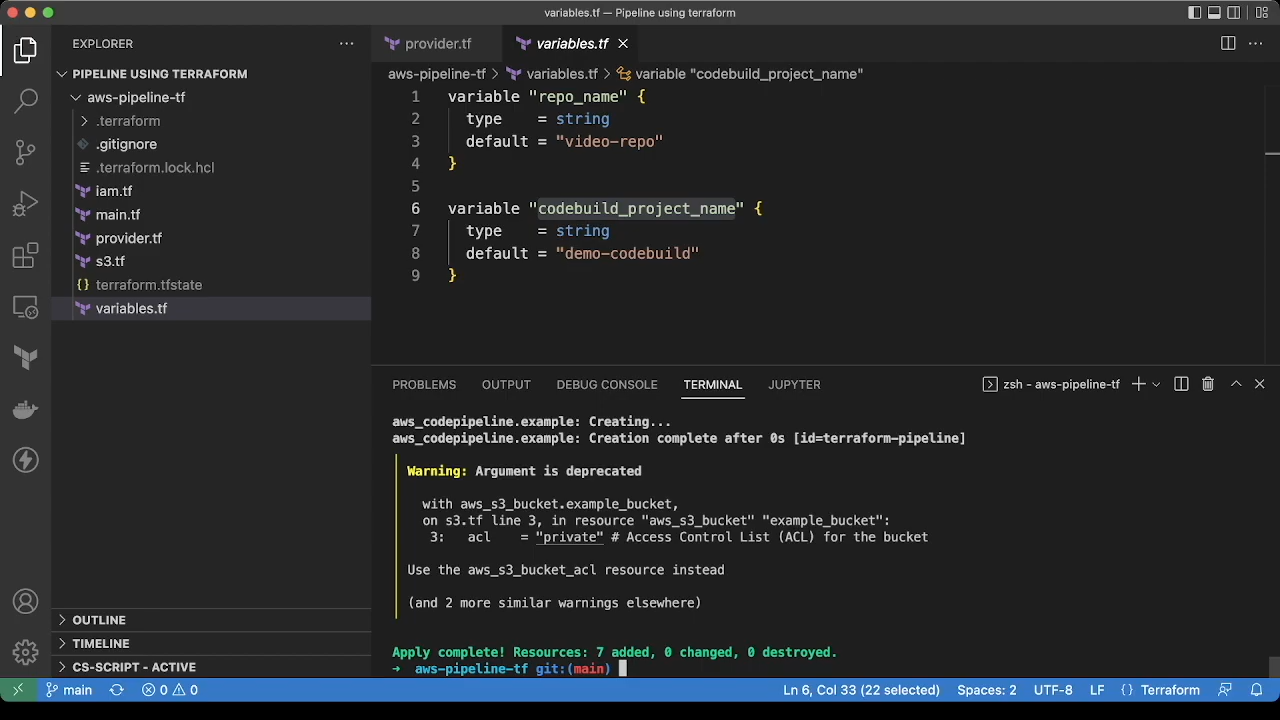 variables.tf — Pipeline using terraform
EXPLORER
PIPELINE USING TERRAFORM
aws-pipeline-tf
.terraform
.gitignore
.terraform.lock.hcl
iam.tf
main.tf
provider.tf
s3.tf
{} terraform.tfstate
variables.tf
OUTLINE
TIMELINE
CS-SCRIPT - ACTIVE
provider.tf
variables.tf
aws-pipeline-tf > variables.tf > variable "codebuild_project_name"
1 variable "repo_name" {
2 type = string
3 default = "video-repo"
4 }
5
6 variable "codebuild_project_name" {
7 type = string
8 default = "demo-codebuild"
9 }
PROBLEMS OUTPUT DEBUG CONSOLE TERMINAL JUPYTER zsh - aws-pipeline-tf
aws_codepipeline.example: Creating...
aws_codepipeline.example: Creation complete after 0s [id=terraform-pipeline]
Warning: Argument is deprecated
with aws_s3_bucket.example_bucket,
on s3.tf line 3, in resource "aws_s3_bucket" "example_bucket":
3: acl = "private" # Access Control List (ACL) for the bucket
Use the aws_s3_bucket_acl resource instead
(and 2 more similar warnings elsewhere)
Apply complete! Resources: 7 added, 0 changed, 0 destroyed.
→ aws-pipeline-tf git:(main)
main 0 0 Ln 6, Col 33 (22 selected) Spaces: 2 UTF-8 LF {} Terraform